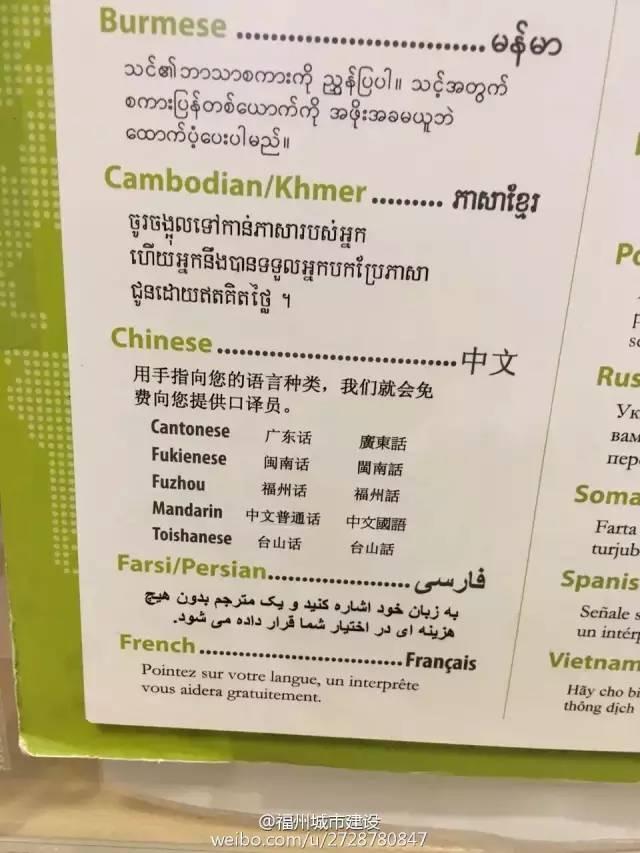 Burmese ................................ မြန်မာ
သင်၏ဘာသာစကားကို ညွှန်ပြပါ။ သင့်အတွက်
စကားပြန်တစ်ယောက်ကို အဖိုးအခမယူဘဲ
ထောက်ပံ့ပေးပါမည်။
Cambodian/Khmer ......... ភាសាខ្មែរ
ចូរចង្អុលទៅកាន់ភាសារបស់អ្នក
ហើយអ្នកនឹងបានទទួលអ្នកបកប្រែភាសា
ជូនដោយឥតគិតថ្លៃ ។
Chinese ................................ 中文
用手指向您的语言种类，我们就会免
费向您提供口译员。
Cantonese 广东话 廣東話
Fukienese 闽南话 閩南話
Fuzhou 福州话 福州話
Mandarin 中文普通话 中文國語
Toishanese 台山话 台山話
Farsi/Persian .................... فارسی
به زبان خود اشاره کنید و یک مترجم بدون هیچ
هزینه ای در اختیار شما قرار داده می شود.
French ........................ Français
Pointez sur votre langue, un interprète
vous aidera gratuitement.
Po
Rus
Ук
вам
пер
Soma
Farta
turjub
Spanis
Señale s
un intérp
Vietnam
Hãy cho bi
thông dịch
@福州城市建设
weibo.com/u/2728780847